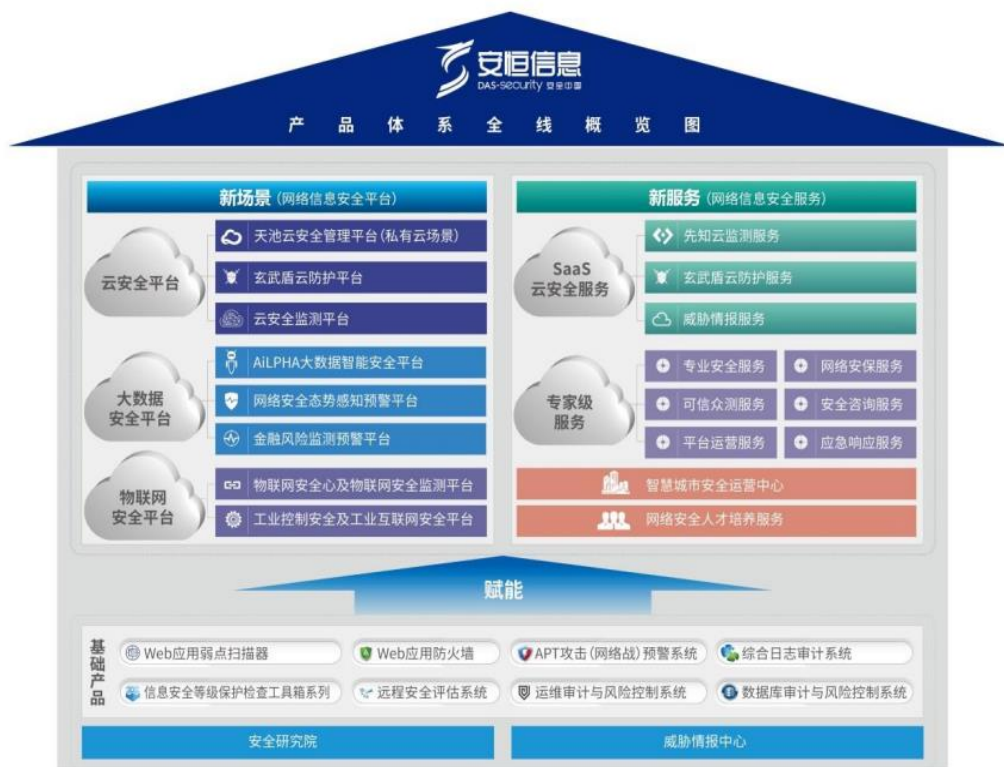 安恒信息
DAS-security 安全中国
产品体系全线概览图
新场景(网络信息安全平台)
云安全平台
天池云安全管理平台(私有云场景)
玄武盾云防护平台
云安全监测平台
大数据
安全平台
AiLPHA大数据智能安全平台
网络安全态势感知预警平台
金融风险监测预警平台
物联网
安全平台
物联网安全心及物联网安全监测平台
工业控制安全及工业互联网安全平台
新服务(网络信息安全服务)
SaaS
云安全服务
先知云监测服务
玄武盾云防护服务
威胁情报服务
专家级
服务
专业安全服务
网络安保服务
可信众测服务
安全咨询服务
平台运营服务
应急响应服务
智慧城市安全运营中心
网络安全人才培养服务
赋能
基础产品
Web应用弱点扫描器
Web应用防火墙
APT攻击(网络战)预警系统
综合日志审计系统
信息安全等级保护检查工具箱系列
远程安全评估系统
运维审计与风险控制系统
数据库审计与风险控制系统
安全研究院
威胁情报中心